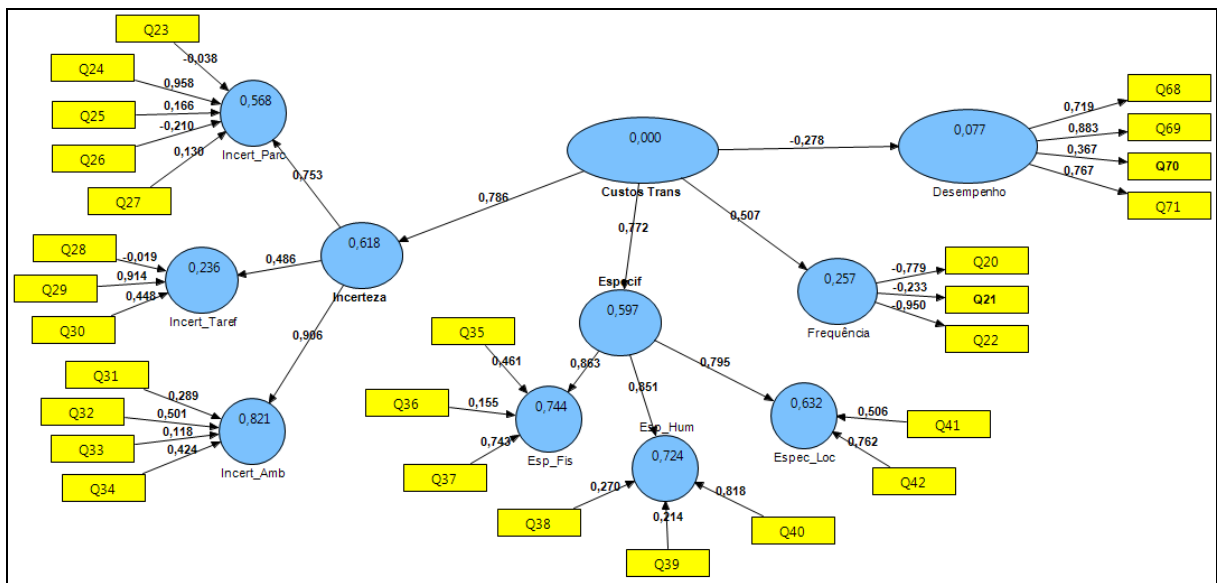 Q23
-0,038
Q24
0,958
Q25
0,166
Q26
-0,210
Q27
0,130
0,568
Incert_Parc
0,753
Q28
-0,019
Q29
0,914
Q30
0,448
0,236
Incert_Taref
0,486
0,618
Incerteza
0,786
Q31
0,289
Q32
0,501
Q33
0,118
Q34
0,424
0,821
Incert_Amb
0,906
0,000
Custos Trans
-0,278
0,077
Desempenho
0,719
Q68
0,883
Q69
0,367
Q70
0,767
Q71
0,507
0,257
Frequência
-0,779
Q20
-0,233
Q21
-0,950
Q22
0,772
Especif
0,597
Q35
0,461
Q36
0,155
Q37
0,743
0,863
0,744
Esp_Fis
0,851
Esp_Hum
0,724
Q38
0,270
Q39
0,214
Q40
0,818
0,795
0,632
Espec_Loc
0,506
Q41
0,762
Q42